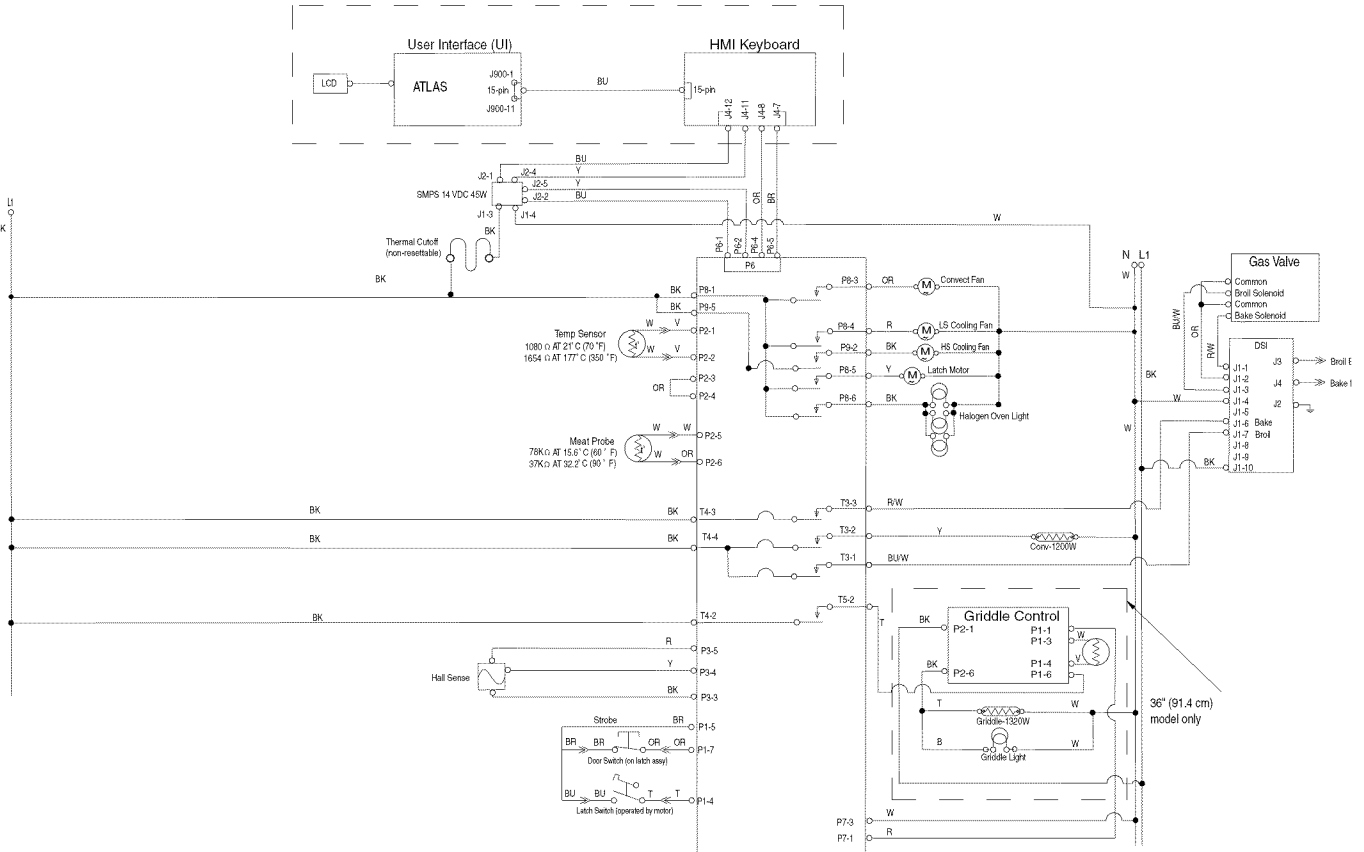 User Interface (UI)
HMI Keyboard
LCD
ATLAS
J900-1
15-pin
J900-11
BU
15-pin
J4-12
J4-11
J4-8
J4-7
BU
Y
J2-1
J2-4
Y
J2-5
SMPS 14 VDC 45W
J2-2
BU
J1-3
J1-4
OR
BR
W
L1
K
Thermal Cutoff
(non-resettable)
BK
BK
P6-1
P6-2
P6-4
P6-5
P6
N
L1
W
Gas Valve
Common
Broil Solenoid
Common
Bake Solenoid
BU/W
OR
R/W
BK
P8-1
BK
P9-5
P8-3
OR
M
Convect Fan
P8-4
R
M
LS Cooling Fan
P9-2
BK
M
HS Cooling Fan
P8-5
Y
M
Latch Motor
P8-6
BK
Halogen Oven Light
Temp Sensor
1080 Ω AT 21˚C (70 ˚F)
1654 Ω AT 177˚C (350 ˚F)
W
V
P2-1
W
V
P2-2
P2-3
OR
P2-4
Meat Probe
78KΩ AT 15.6˚C (60 ˚ F)
37KΩ AT 32.2˚C (90 ˚ F)
W
W
P2-5
W
OR
P2-6
BK
W
W
DSI
J1-1
J1-2
J1-3
J1-4
J1-5
J1-6 Bake
J1-7 Broil
J1-8
J1-9
J1-10
J3
J4
J2
BK
Broil E
Bake
BK
BK
T4-3
T3-3
R/W
BK
BK
T4-4
T3-2
Y
Conv-1200W
T3-1
BU/W
BK
T4-2
T5-2
T
Hall Sense
R
P3-5
Y
P3-4
BK
P3-3
Griddle Control
BK
P2-1
P1-1
P1-3
W
BK
P2-6
P1-4
V
P1-6
T
W
Griddle-1320W
B
W
Griddle Light
36" (91.4 cm)
model only
Strobe
BR
P1-5
BR
BR
OR
OR
P1-7
Door Switch (on latch assy)
BU
BU
T
T
P1-4
Latch Switch (operated by motor)
P7-3
W
P7-1
R